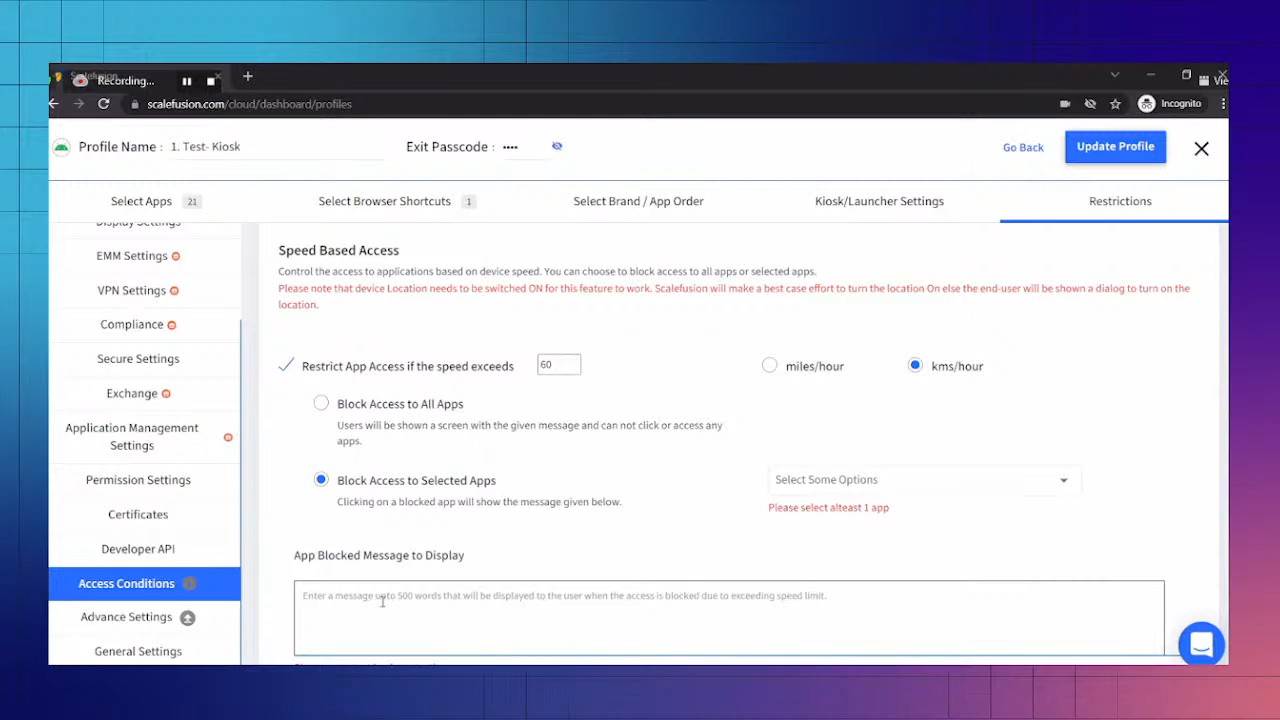 Scalefusion
Recording...
scalefusion.com/cloud/dashboard/profiles
Incognito
Profile Name : 1. Test- Kiosk
Exit Passcode : ••••
Go Back
Update Profile
Select Apps 21
Select Browser Shortcuts 1
Select Brand / App Order
Kiosk/Launcher Settings
Restrictions
Display Settings
EMM Settings
VPN Settings
Compliance
Secure Settings
Exchange
Application Management
Settings
Permission Settings
Certificates
Developer API
Access Conditions
Advance Settings
General Settings
Speed Based Access
Control the access to applications based on device speed. You can choose to block access to all apps or selected apps.
Please note that device Location needs to be switched ON for this feature to work. Scalefusion will make a best case effort to turn the location On else the end-user will be shown a dialog to turn on the
location.
Restrict App Access if the speed exceeds 60
miles/hour
kms/hour
Block Access to All Apps
Users will be shown a screen with the given message and can not click or access any
apps.
Block Access to Selected Apps
Clicking on a blocked app will show the message given below.
Select Some Options
Please select alteast 1 app
App Blocked Message to Display
Enter a message upto 500 words that will be displayed to the user when the access is blocked due to exceeding speed limit.